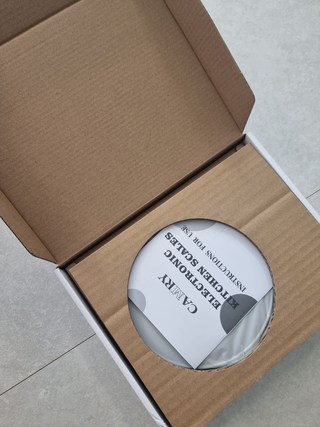 CAMRY
ELECTRONIC
KITCHEN SCALES
INSTRUCTIONS FOR USE